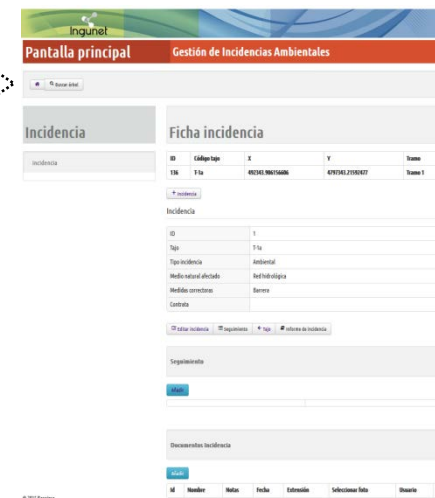 Ingunet
Pantalla principal
Gestión de Incidencias Ambientales
Buscar árbol
Incidencia
Ficha incidencia
incidencia
ID Código tajo X Y Tramo
136 T-1a 492343.906156606 4797343.21592477 Tramo 1
+ Incidencia
Incidencia
ID 1
Tajo T-1a
Tipo incidencia Ambiental
Medio natural afectado Red hidrológica
Medidas correctoras Barrera
Contrata
Editar incidencia Seguimiento Tajo Informe de Incidencia
Seguimiento
Añadir
Documentos Incidencia
Añadir
Id Nombre Notas Fecha Extensión Seleccionar foto Usuario